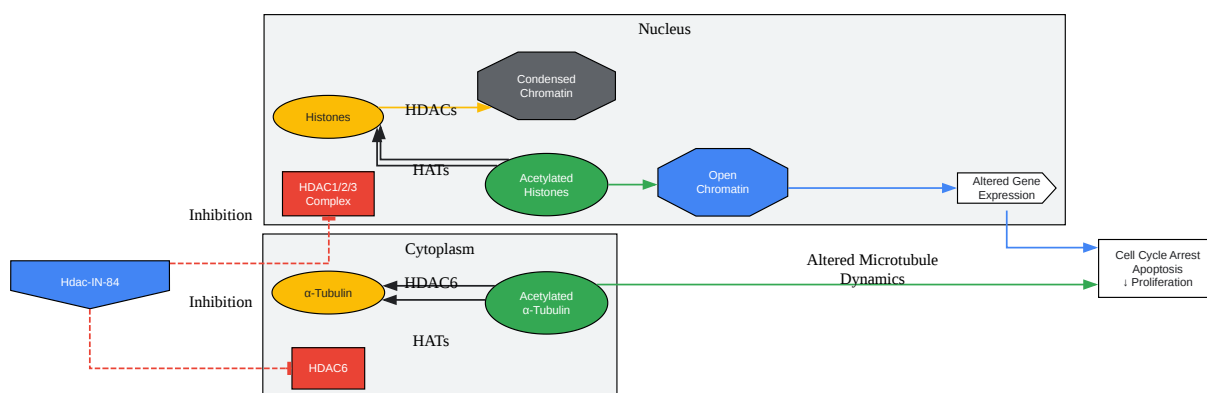 Nucleus
Condensed
Chromatin
HDACs
Histones
HATs
Acetylated
Histones
Open
Chromatin
Altered Gene
Expression
HDAC1/2/3
Complex
Inhibition
Cytoplasm
Altered Microtubule
Dynamics
Cell Cycle Arrest
Apoptosis
↓ Proliferation
Hdac-IN-84
Inhibition
α-Tubulin
HDAC6
Acetylated
α-Tubulin
HATs
HDAC6